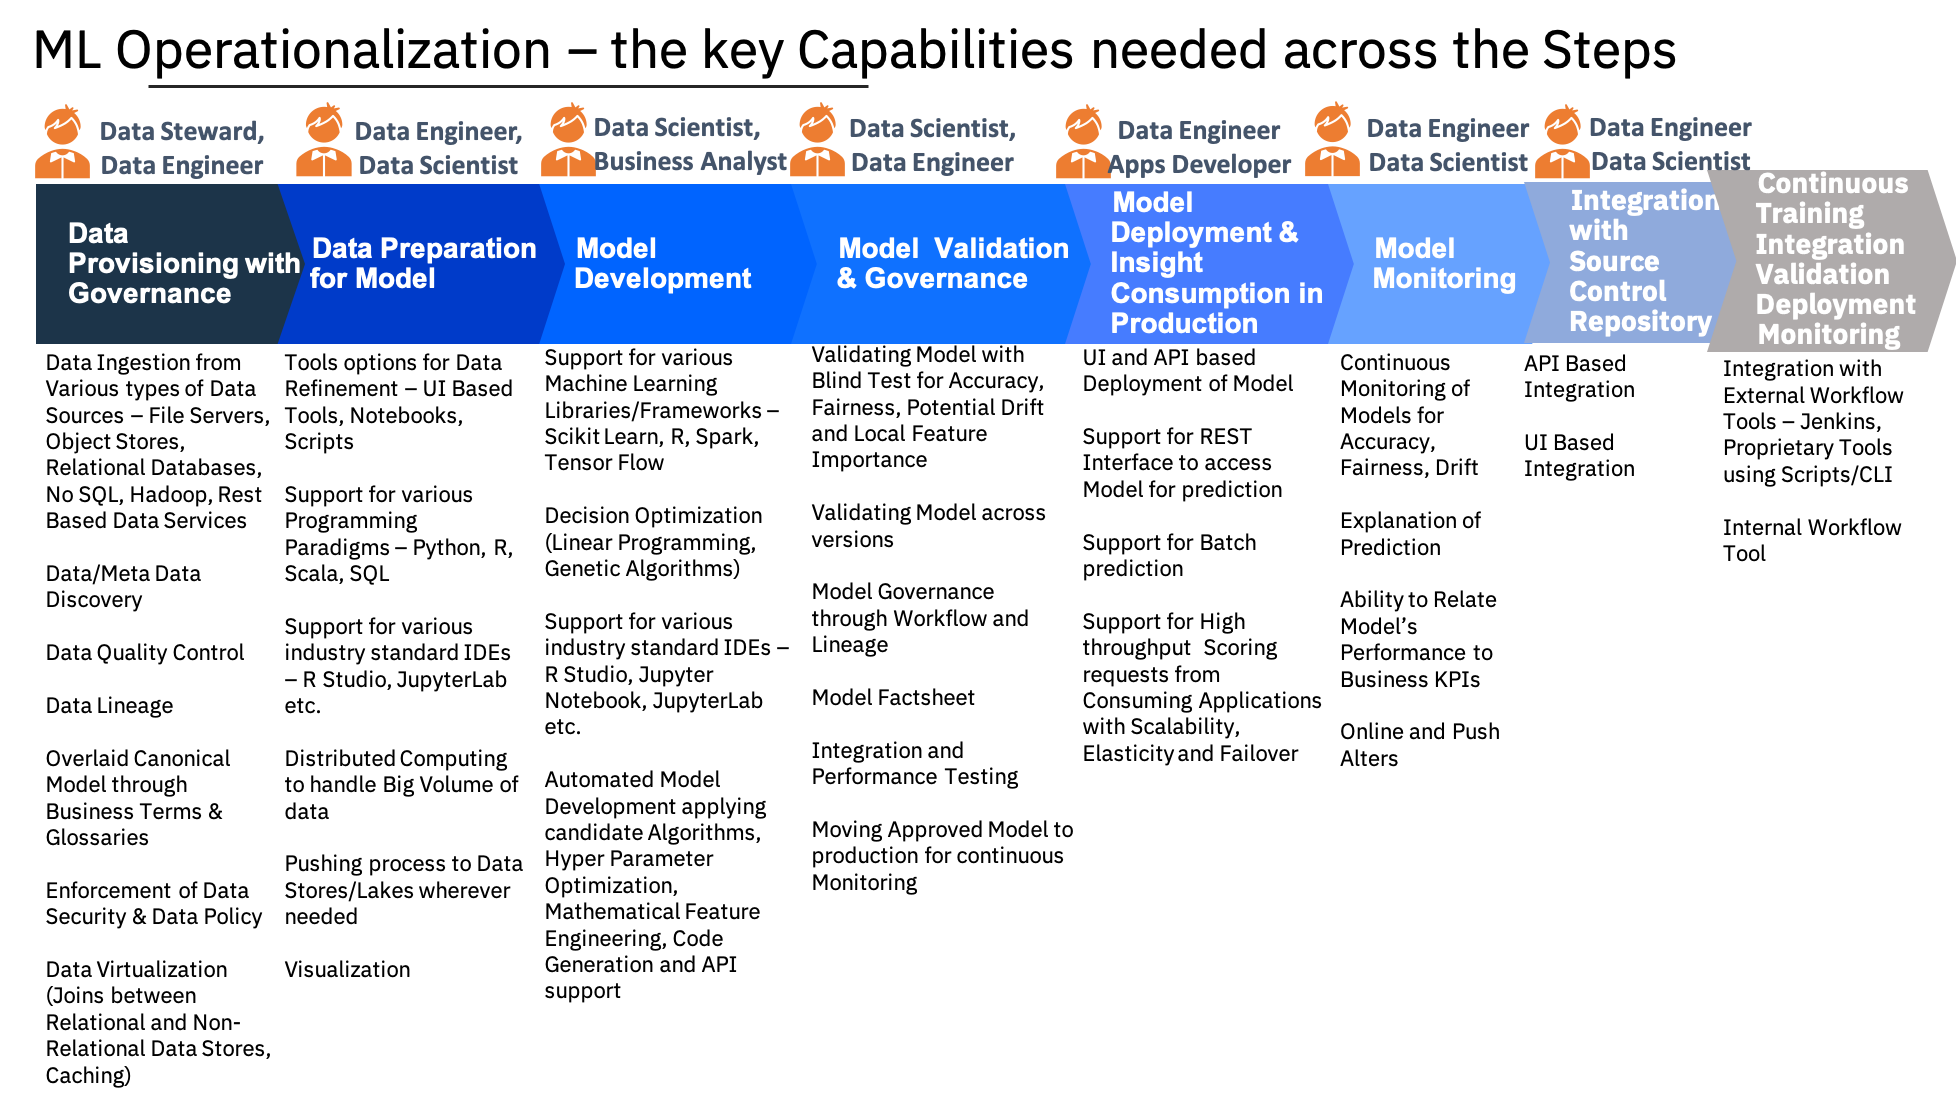 ML Operationalization – the key Capabilities needed across the Steps
Data Steward,
Data Engineer
Data Engineer,
Data Scientist
Data Scientist,
Business Analyst
Data Scientist,
Data Engineer
Data Engineer
Apps Developer
Data Engineer
Data Scientist
Data Engineer
Data Scientist
Data
Provisioning with
Governance
Data Preparation
for Model
Model
Development
Model Validation
& Governance
Model
Deployment &
Insight
Consumption in
Production
Model
Monitoring
Integration
with
Source
Control
Repository
Continuous
Training
Integration
Validation
Deployment
Monitoring
Data Ingestion from
Various types of Data
Sources – File Servers,
Object Stores,
Relational Databases,
No SQL, Hadoop, Rest
Based Data Services
Data/Meta Data
Discovery
Data Quality Control
Data Lineage
Overlaid Canonical
Model through
Business Terms &
Glossaries
Enforcement of Data
Security & Data Policy
Data Virtualization
(Joins between
Relational and Non-
Relational Data Stores,
Caching)
Tools options for Data
Refinement – UI Based
Tools, Notebooks,
Scripts
Support for various
Programming
Paradigms – Python, R,
Scala, SQL
Support for various
industry standard IDEs
– R Studio, JupyterLab
etc.
Distributed Computing
to handle Big Volume of
data
Pushing process to Data
Stores/Lakes wherever
needed
Visualization
Support for various
Machine Learning
Libraries/Frameworks –
Scikit Learn, R, Spark,
Tensor Flow
Decision Optimization
(Linear Programming,
Genetic Algorithms)
Support for various
industry standard IDEs –
R Studio, Jupyter
Notebook, JupyterLab
etc.
Automated Model
Development applying
candidate Algorithms,
Hyper Parameter
Optimization,
Mathematical Feature
Engineering, Code
Generation and API
support
Validating Model with
Blind Test for Accuracy,
Fairness, Potential Drift
and Local Feature
Importance
Validating Model across
versions
Model Governance
through Workflow and
Lineage
Model Factsheet
Integration and
Performance Testing
Moving Approved Model to
production for continuous
Monitoring
UI and API based
Deployment of Model
Support for REST
Interface to access
Model for prediction
Support for Batch
prediction
Support for High
throughput Scoring
requests from
Consuming Applications
with Scalability,
Elasticity and Failover
Continuous
Monitoring of
Models for
Accuracy,
Fairness, Drift
Explanation of
Prediction
Ability to Relate
Model’s
Performance to
Business KPIs
Online and Push
Alters
API Based
Integration
UI Based
Integration
Integration with
External Workflow
Tools – Jenkins,
Proprietary Tools
using Scripts/CLI
Internal Workflow
Tool